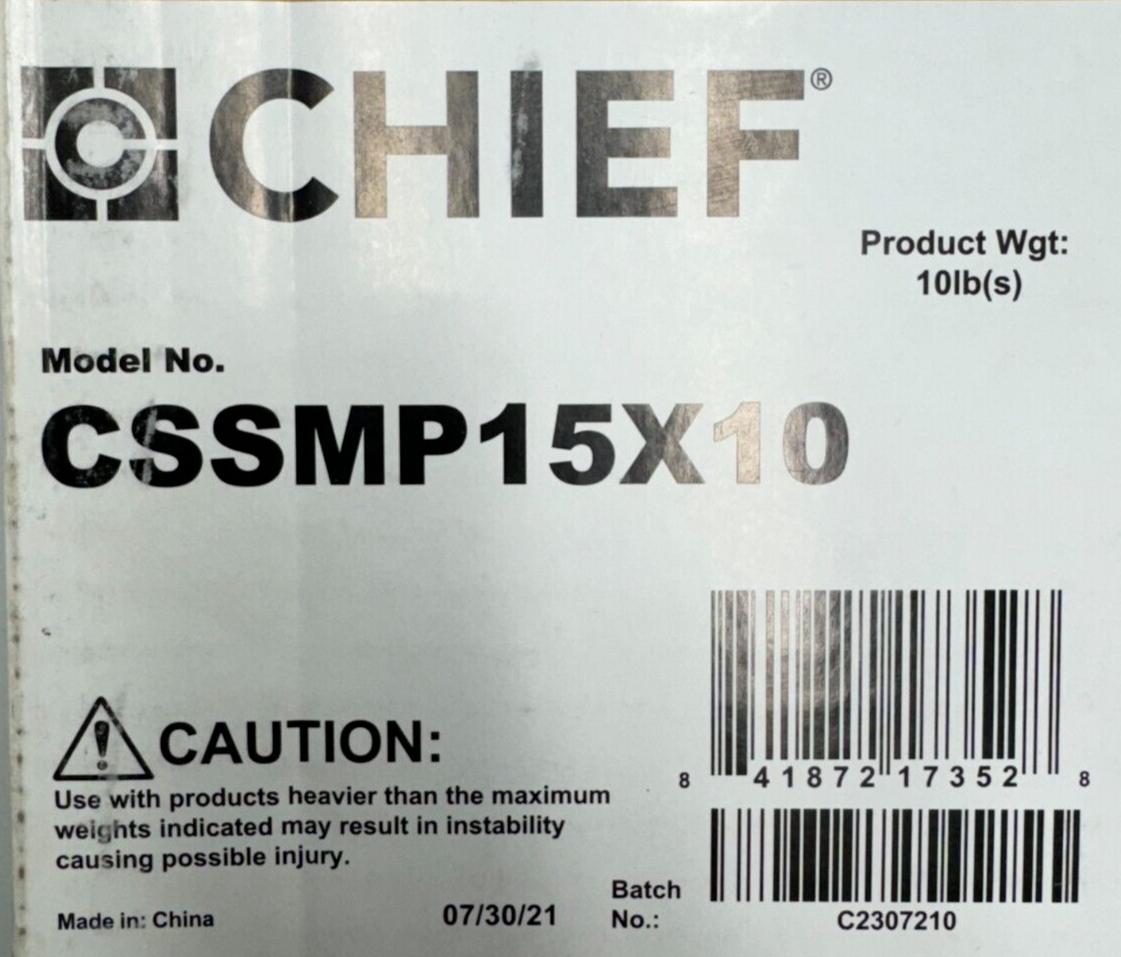 CHIEF®
Product Wgt:
10lb(s)
Model No.
CSSMP15X10
CAUTION:
Use with products heavier than the maximum
weights indicated may result in instability
causing possible injury.
8 41872 17352 8
Made in: China
07/30/21
Batch
No.:
C2307210